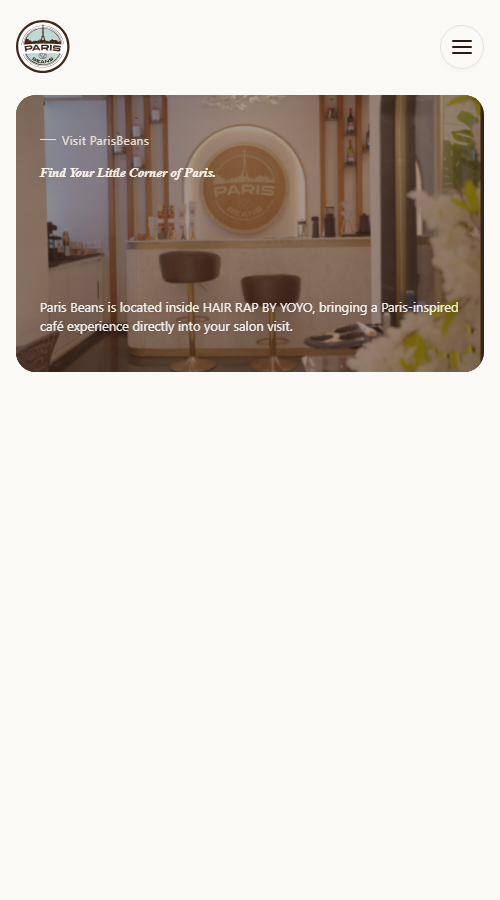 PARIS
BEANS
Visit ParisBeans
Find Your Little Corner of Paris.
PARIS
BEANS
Paris Beans is located inside HAIR RAP BY YOYO, bringing a Paris-inspired
café experience directly into your salon visit.